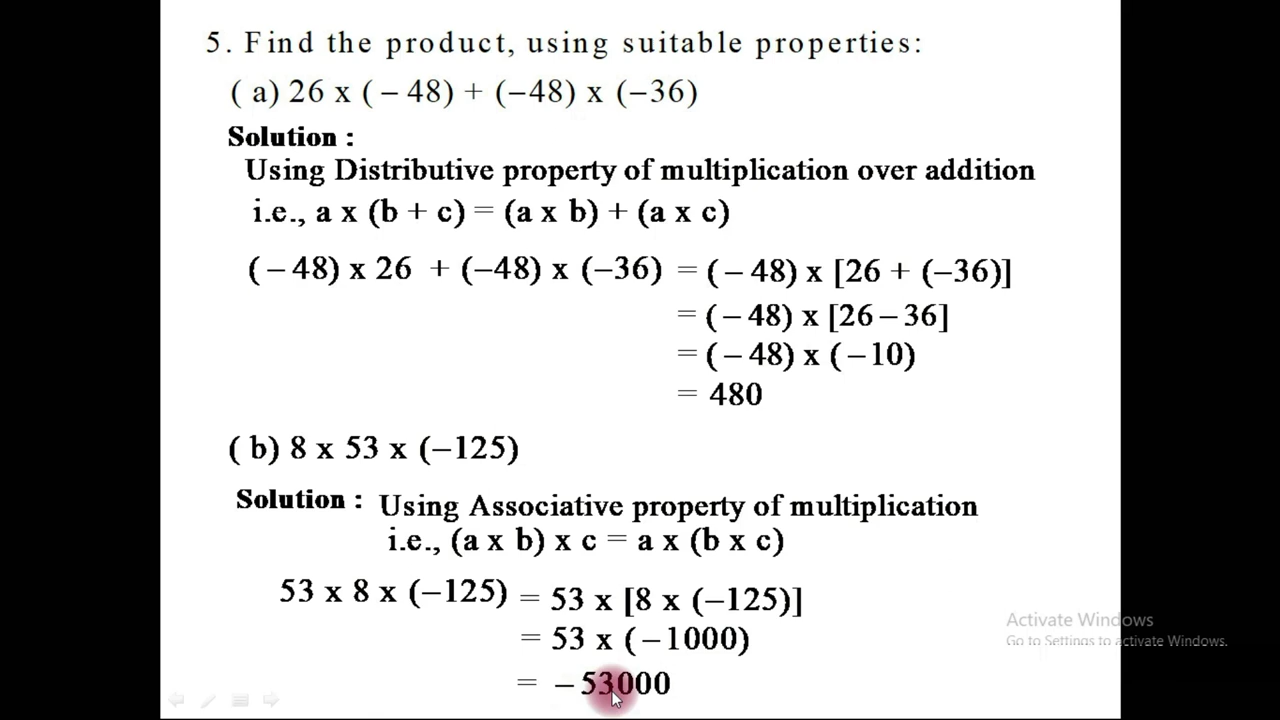 5. Find the product, using suitable properties:
( a) 26 x ( – 48) + (–48) x (–36)
Solution :
Using Distributive property of multiplication over addition
i.e., a x (b + c) = (a x b) + (a x c)
( – 48) x 26 + (–48) x (–36) = ( – 48) x [26 + (–36)]
= ( – 48) x [26 – 36]
= ( – 48) x ( – 10)
= 480
( b) 8 x 53 x (–125)
Solution : Using Associative property of multiplication
i.e., (a x b) x c = a x (b x c)
53 x 8 x (–125) = 53 x [8 x (–125)]
= 53 x ( – 1000)
= – 53000
Activate Windows
Go to Settings to activate Windows.